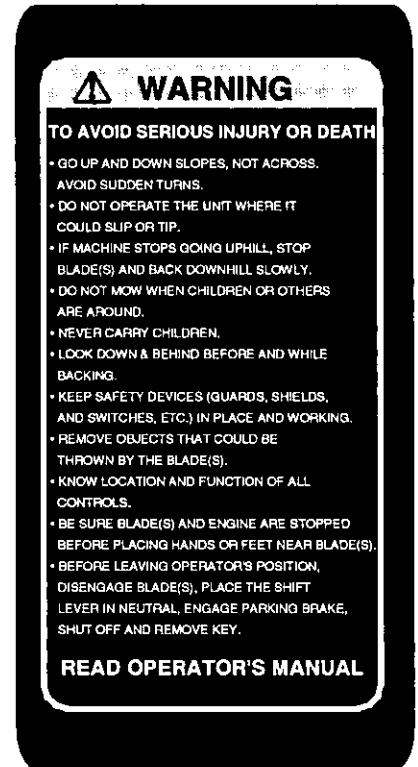 WARNING
TO AVOID SERIOUS INJURY OR DEATH
• GO UP AND DOWN SLOPES, NOT ACROSS.
AVOID SUDDEN TURNS.
• DO NOT OPERATE THE UNIT WHERE IT
COULD SLIP OR TIP.
• IF MACHINE STOPS GOING UPHILL, STOP
BLADE(S) AND BACK DOWNHILL SLOWLY.
• DO NOT MOW WHEN CHILDREN OR OTHERS
ARE AROUND.
• NEVER CARRY CHILDREN.
• LOOK DOWN & BEHIND BEFORE AND WHILE
BACKING.
• KEEP SAFETY DEVICES (GUARDS, SHIELDS,
AND SWITCHES, ETC.) IN PLACE AND WORKING.
• REMOVE OBJECTS THAT COULD BE
THROWN BY THE BLADE(S).
• KNOW LOCATION AND FUNCTION OF ALL
CONTROLS.
• BE SURE BLADE(S) AND ENGINE ARE STOPPED
BEFORE PLACING HANDS OR FEET NEAR BLADE(S).
• BEFORE LEAVING OPERATOR'S POSITION,
DISENGAGE BLADE(S), PLACE THE SHIFT
LEVER IN NEUTRAL, ENGAGE PARKING BRAKE,
SHUT OFF AND REMOVE KEY.
READ OPERATOR'S MANUAL